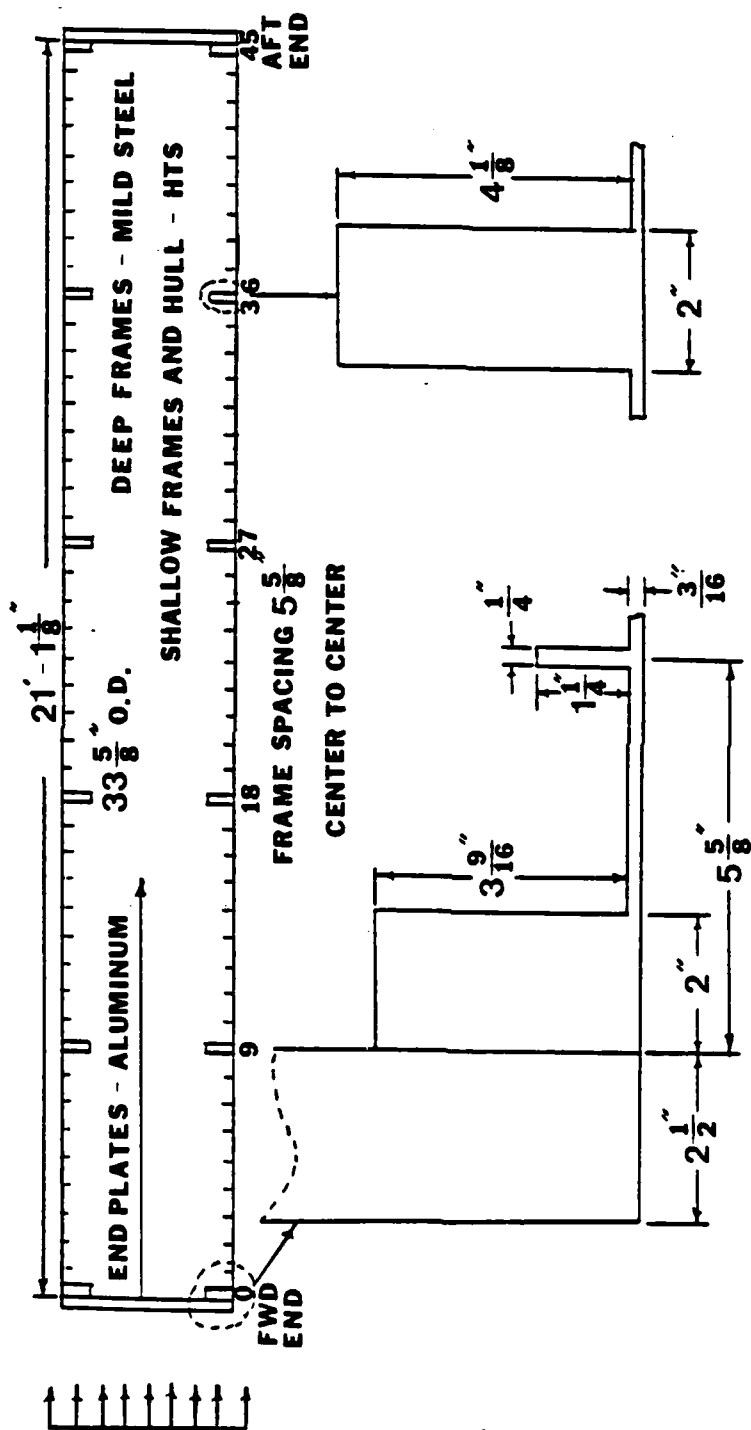 21′-1 1/8″
33 5/8″ O.D.
END PLATES - ALUMINUM
DEEP FRAMES - MILD STEEL
SHALLOW FRAMES AND HULL - HTS
0
9
18
27
36
45
FWD
END
AFT
END
FRAME SPACING 5 5/8″
CENTER TO CENTER
3 9/16″
1 1/4″
1/4″
3/16″
4 1/8″
2 1/2″
2″
5 5/8″
2″